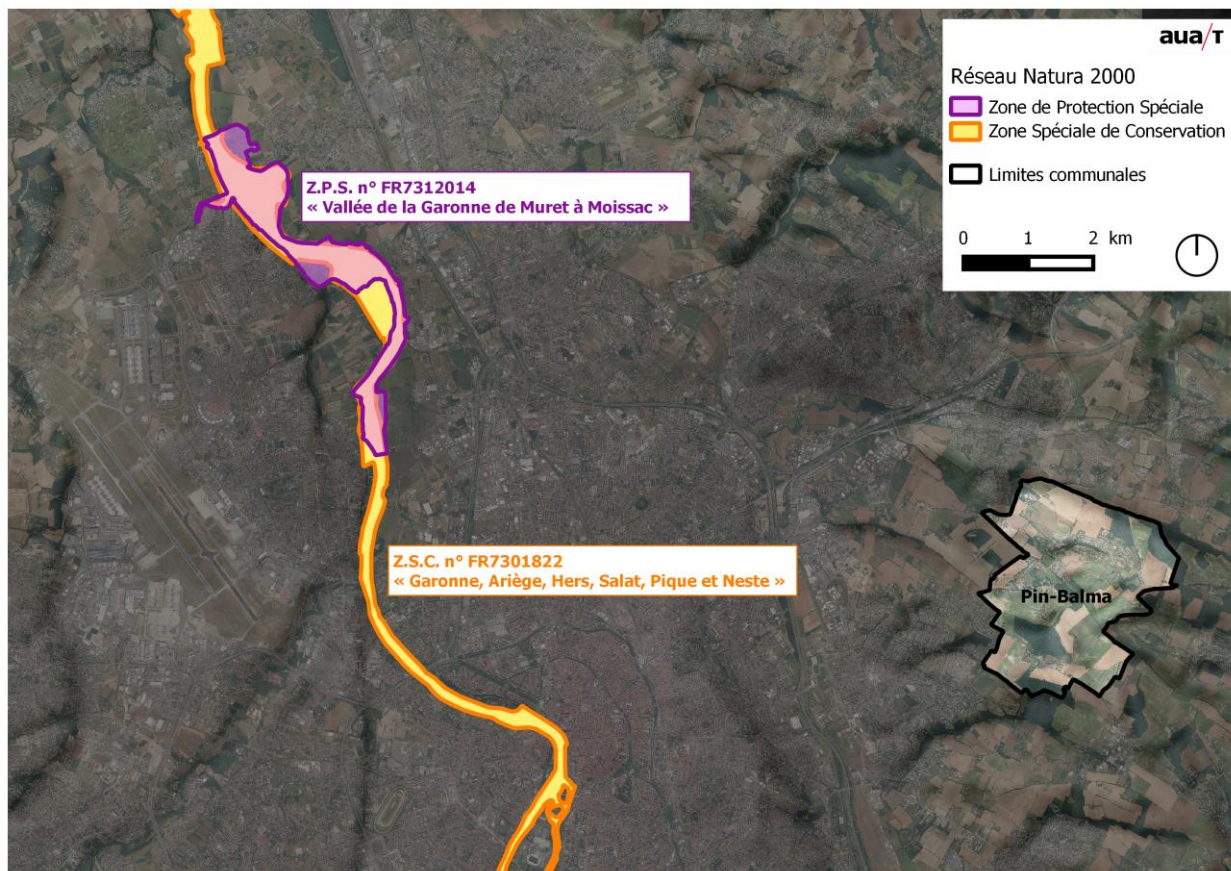 aua/T
Réseau Natura 2000
Zone de Protection Spéciale
Zone Spéciale de Conservation
Limites communales
0 1 2 km
Z.P.S. n° FR7312014
« Vallée de la Garonne de Muret à Moissac »
Z.S.C. n° FR7301822
« Garonne, Ariège, Hers, Salat, Pique et Neste »
Pin-Balma